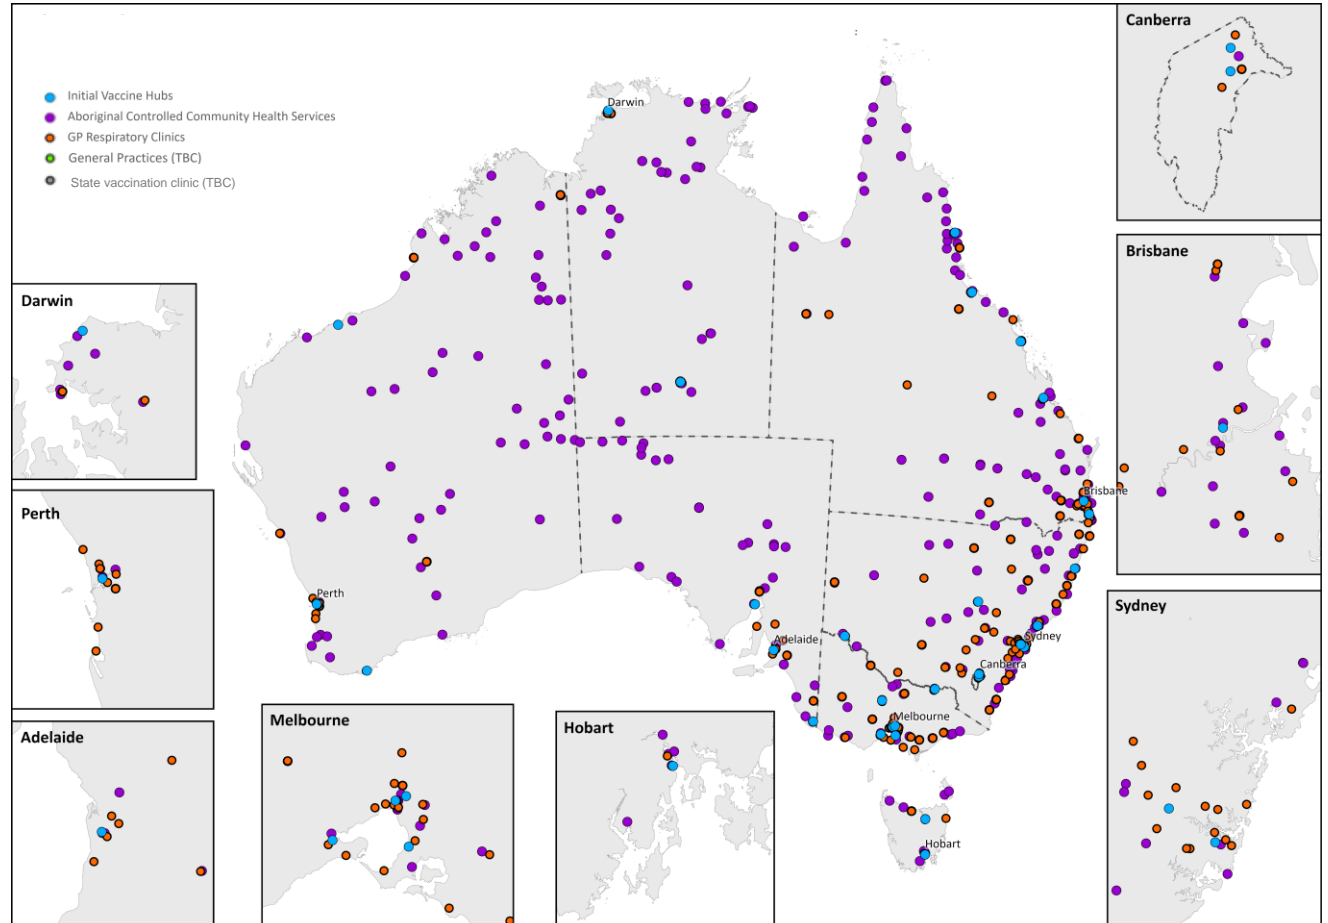 Canberra
Initial Vaccine Hubs
Aboriginal Controlled Community Health Services
GP Respiratory Clinics
General Practices (TBC)
State vaccination clinic (TBC)
Darwin
Brisbane
Darwin
Perth
Brisbane
Perth
Adelaide
Sydney
Canberra
Sydney
Melbourne
Adelaide
Melbourne
Hobart
Hobart